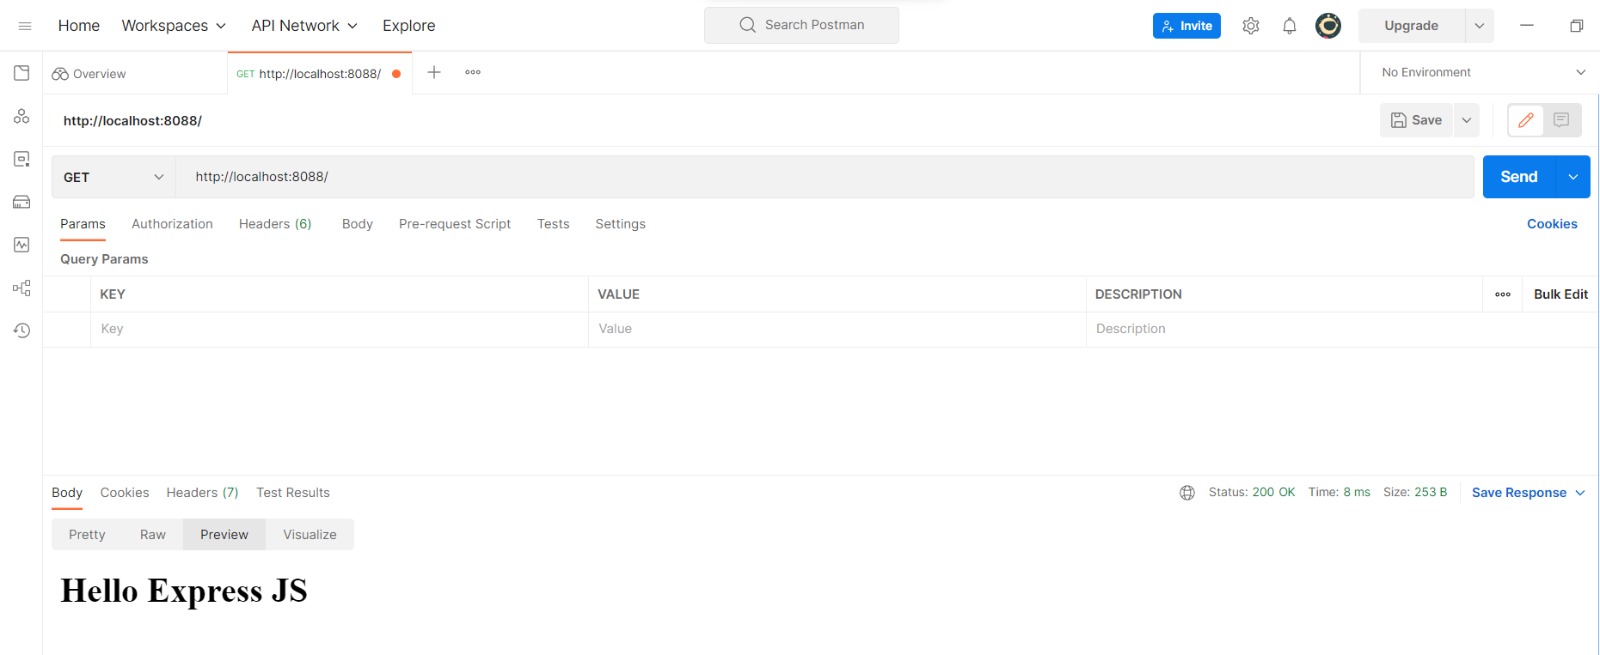 Home Workspaces API Network Explore Search Postman Invite Upgrade
Overview GET http://localhost:8088/ No Environment
http://localhost:8088/ Save
GET http://localhost:8088/ Send
Params Authorization Headers (6) Body Pre-request Script Tests Settings Cookies
Query Params
KEY VALUE DESCRIPTION Bulk Edit
Key Value Description
Body Cookies Headers (7) Test Results Status: 200 OK Time: 8 ms Size: 253 B Save Response
Pretty Raw Preview Visualize
Hello Express JS